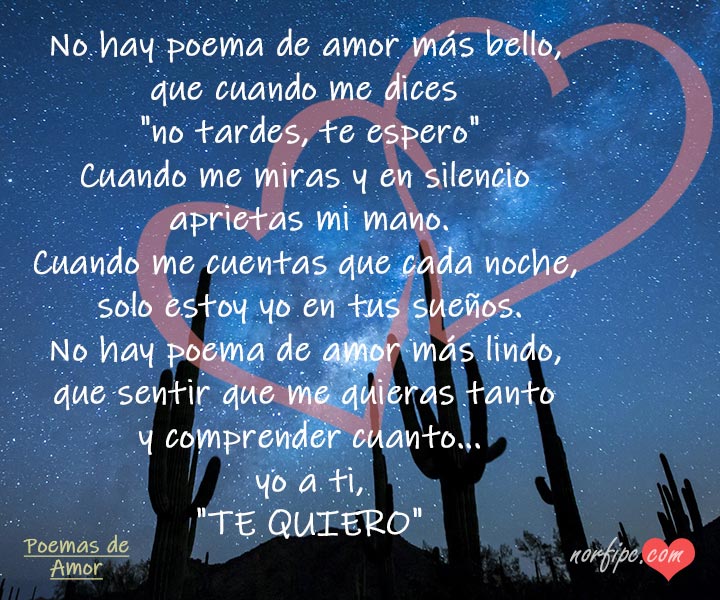 No hay poema de amor más bello,
que cuando me dices
"no tardes, te espero"
Cuando me miras y en silencio
aprietas mi mano.
Cuando me cuentas que cada noche,
solo estoy yo en tus sueños.
No hay poema de amor más lindo,
que sentir que me quieras tanto
y comprender cuanto...
yo a ti,
"TE QUIERO"
Poemas de
Amor
norfipc.com